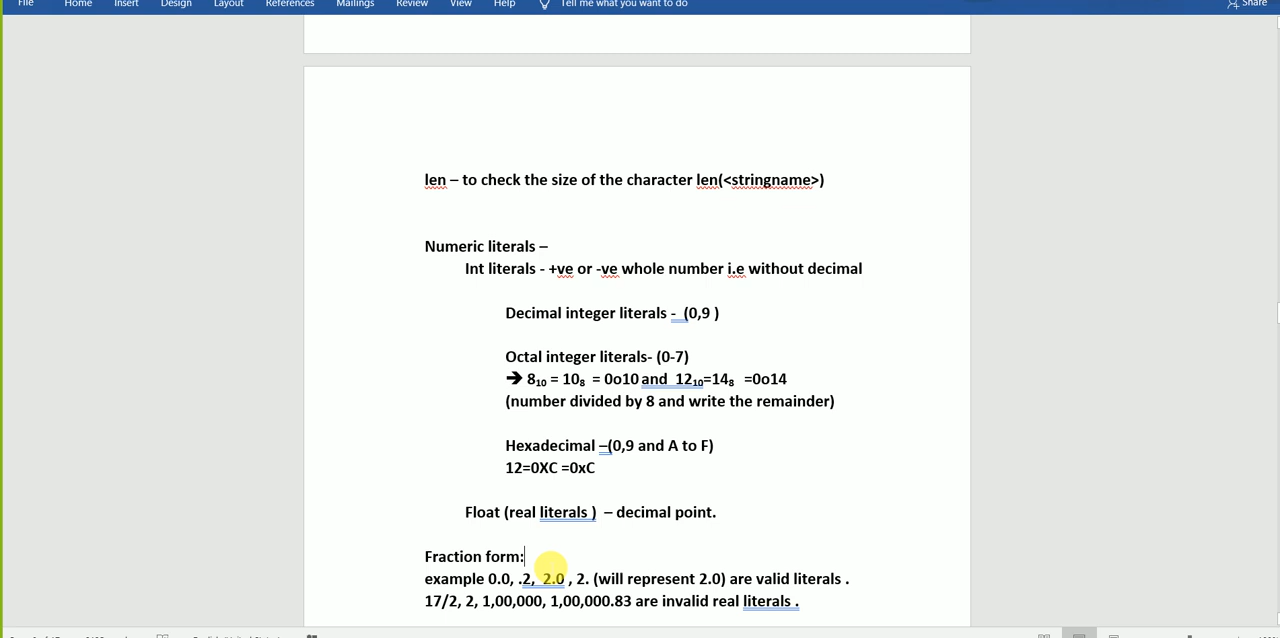 File Home Insert Design Layout References Mailings Review View Help Tell me what you want to do Share
len – to check the size of the character len(<stringname>)
Numeric literals –
Int literals - +ve or -ve whole number i.e without decimal
Decimal integer literals - (0,9 )
Octal integer literals- (0-7)
➔ 8₁₀ = 10₈ = 0o10 and 12₁₀=14₈ =0o14
(number divided by 8 and write the remainder)
Hexadecimal –(0,9 and A to F)
12=0XC =0xC
Float (real literals ) – decimal point.
Fraction form:
example 0.0, .2, 2.0 , 2. (will represent 2.0) are valid literals .
17/2, 2, 1,00,000, 1,00,000.83 are invalid real literals .